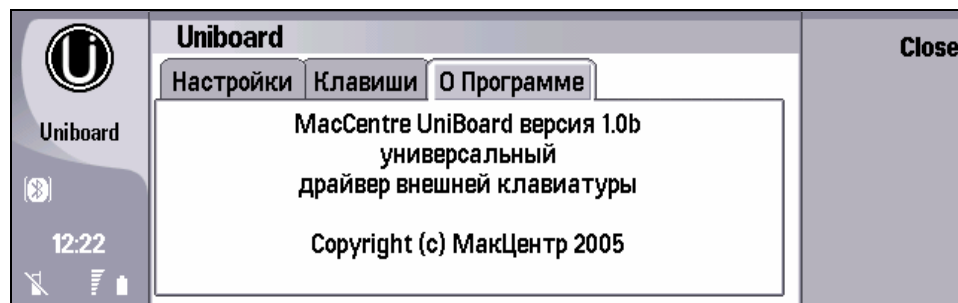 Uniboard
Close
Настройки Клавиши О Программе
Uniboard
MacCentre UniBoard версия 1.0b
универсальный
драйвер внешней клавиатуры
Copyright (c) МакЦентр 2005
12:22